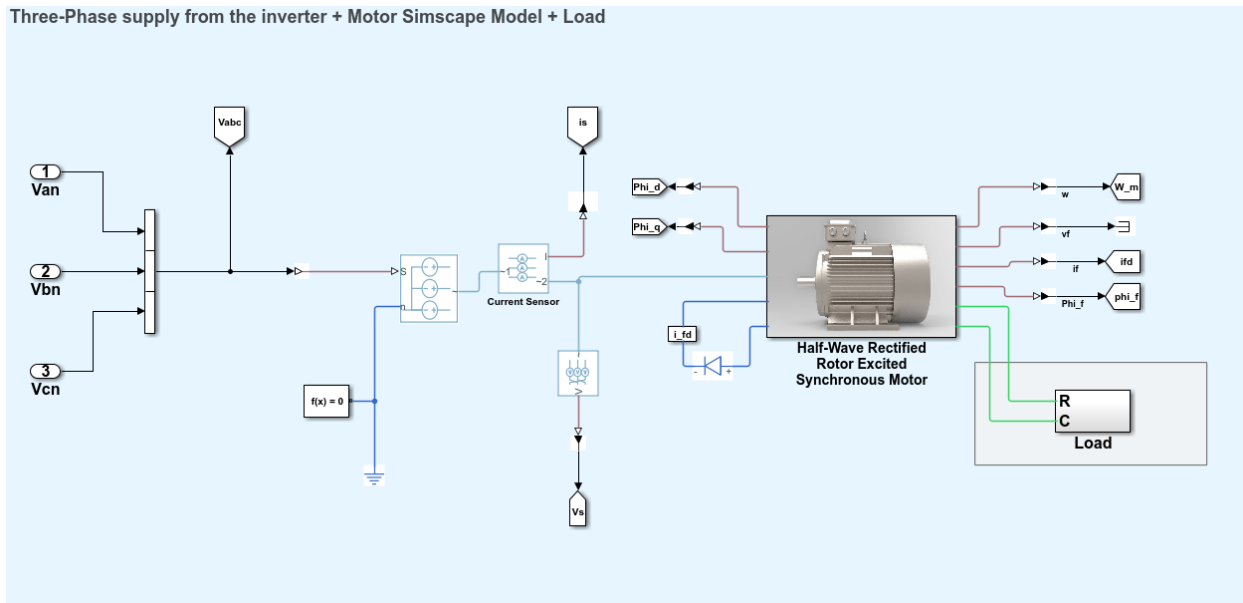 Three-Phase supply from the inverter + Motor Simscape Model + Load
Vabc
is
1
Van
2
Vbn
3
Vcn
S
n
~
~1
I
~2
Current Sensor
V
Vs
f(x) = 0
Phi_d
Phi_q
i_fd
- +
Half-Wave Rectified
Rotor Excited
Synchronous Motor
w
W_m
vf
if
ifd
Phi_f
phi_f
R
C
Load